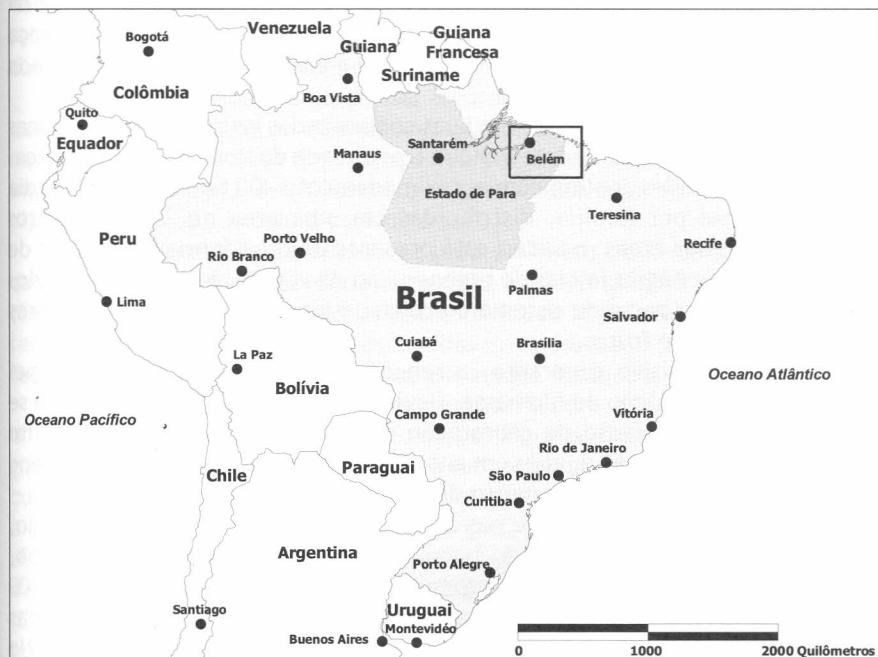 Venezuela
Bogotá
Guiana
Guiana
Francesa
Suriname
Colômbia
Boa Vista
Quito
Equador
Santarém
Belém
Manaus
Estado de Para
Teresina
Peru
Porto Velho
Recife
Rio Branco
Palmas
Brasil
Lima
Salvador
Cuiabá
Brasília
La Paz
Oceano Atlântico
Bolívia
Oceano Pacífico
Campo Grande
Vitória
Rio de Janeiro
Chile
Paraguai
São Paulo
Curitiba
Argentina
Porto Alegre
Santiago
Uruguai
Montevidéo
Buenos Aires
0 1000 2000 Quilômetros